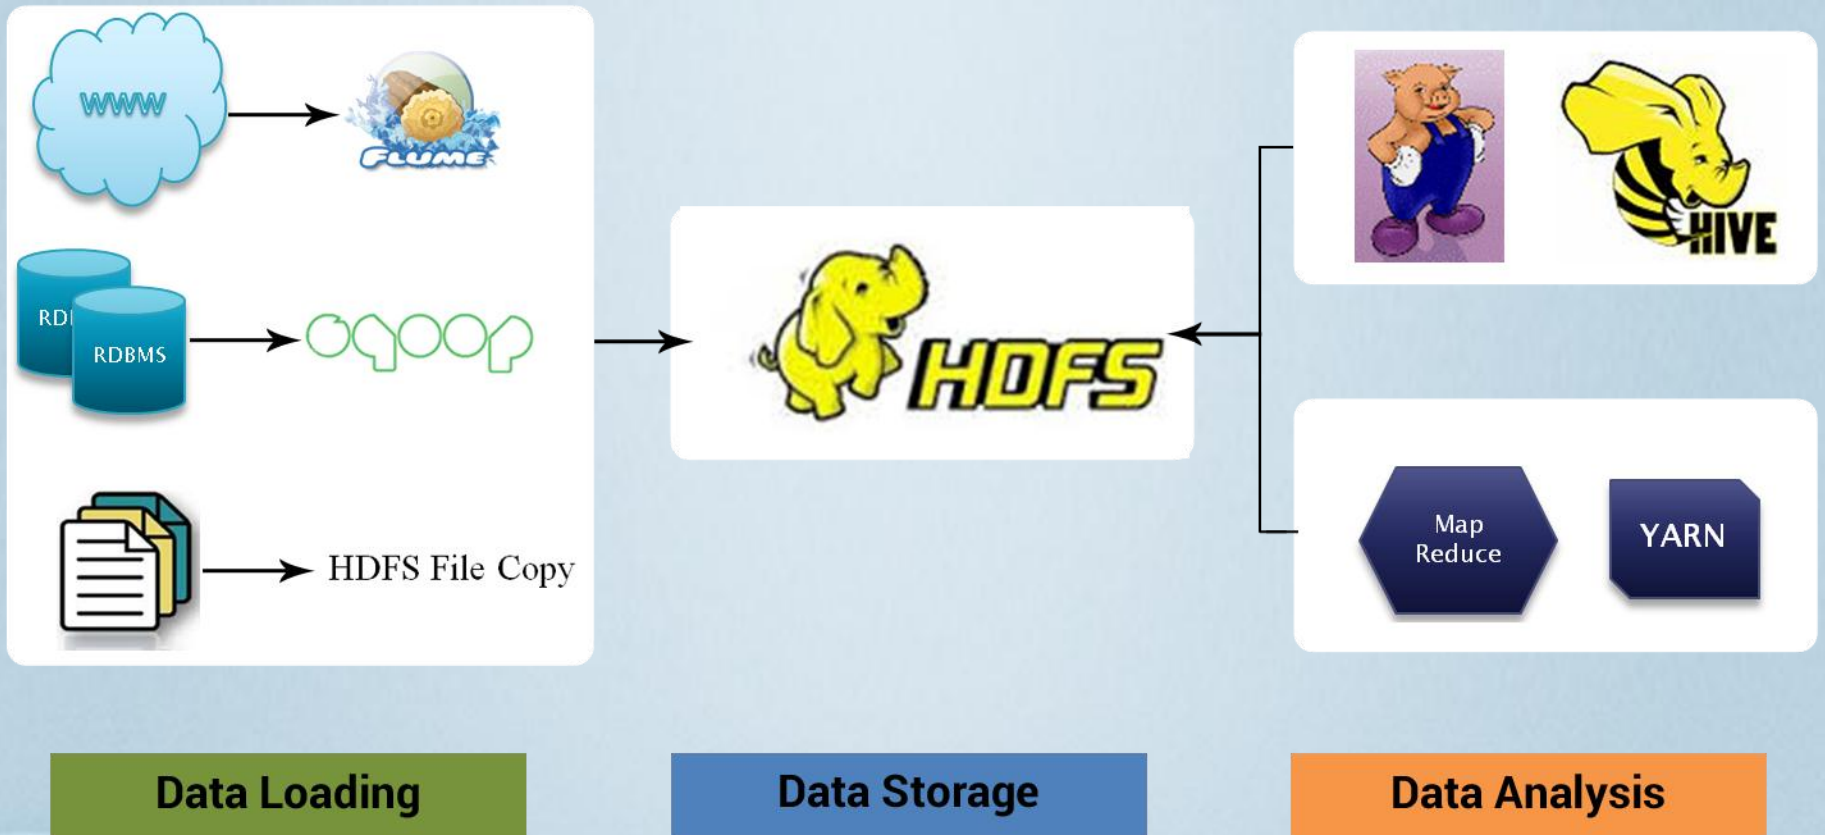 WWW
FLUME
RDBMS
sqoop
HDFS File Copy
HDFS
HIVE
Map
Reduce
YARN
Data Loading
Data Storage
Data Analysis